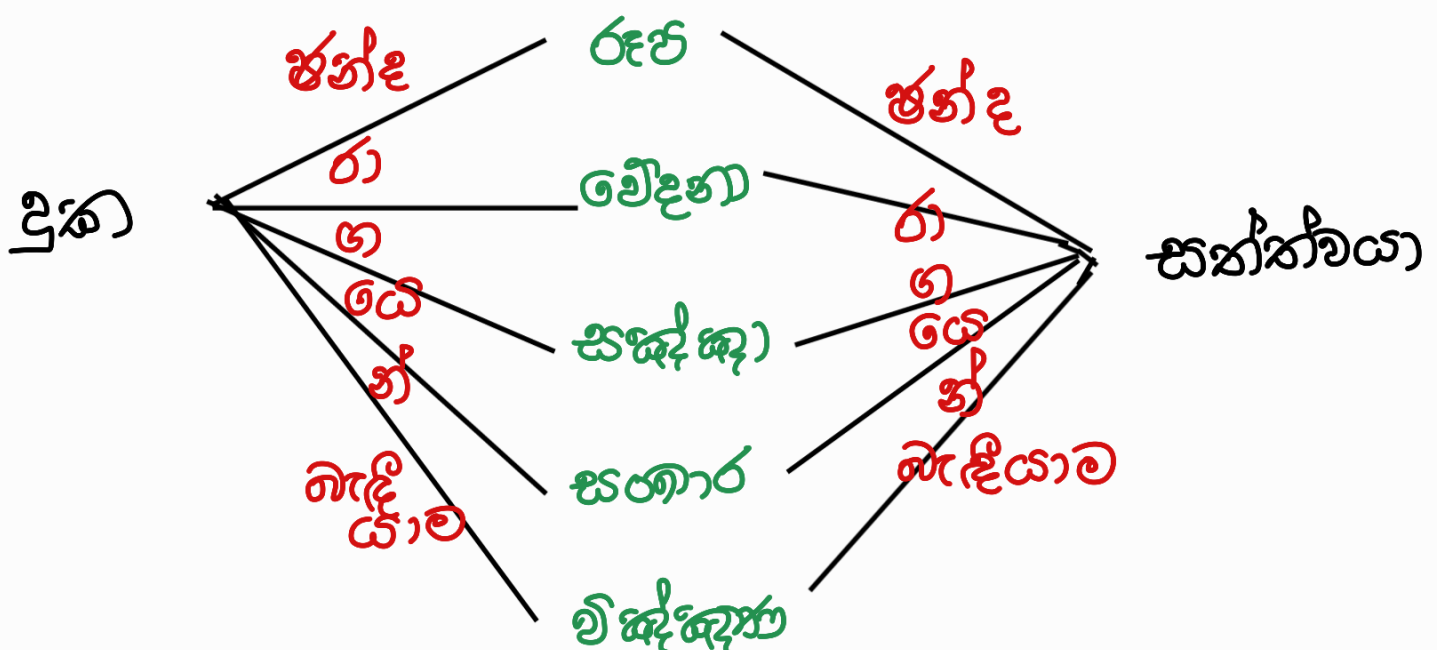 දුක
ඡන්ද
රා
ග
යෙ
න්
බැඳී
යාම
රූප
වේදනා
සඤ්ඤා
සංඛාර
විඤ්ඤාණ
ඡන්ද
රා
ග
යෙ
න්
බැඳීයාම
සත්ත්වයා